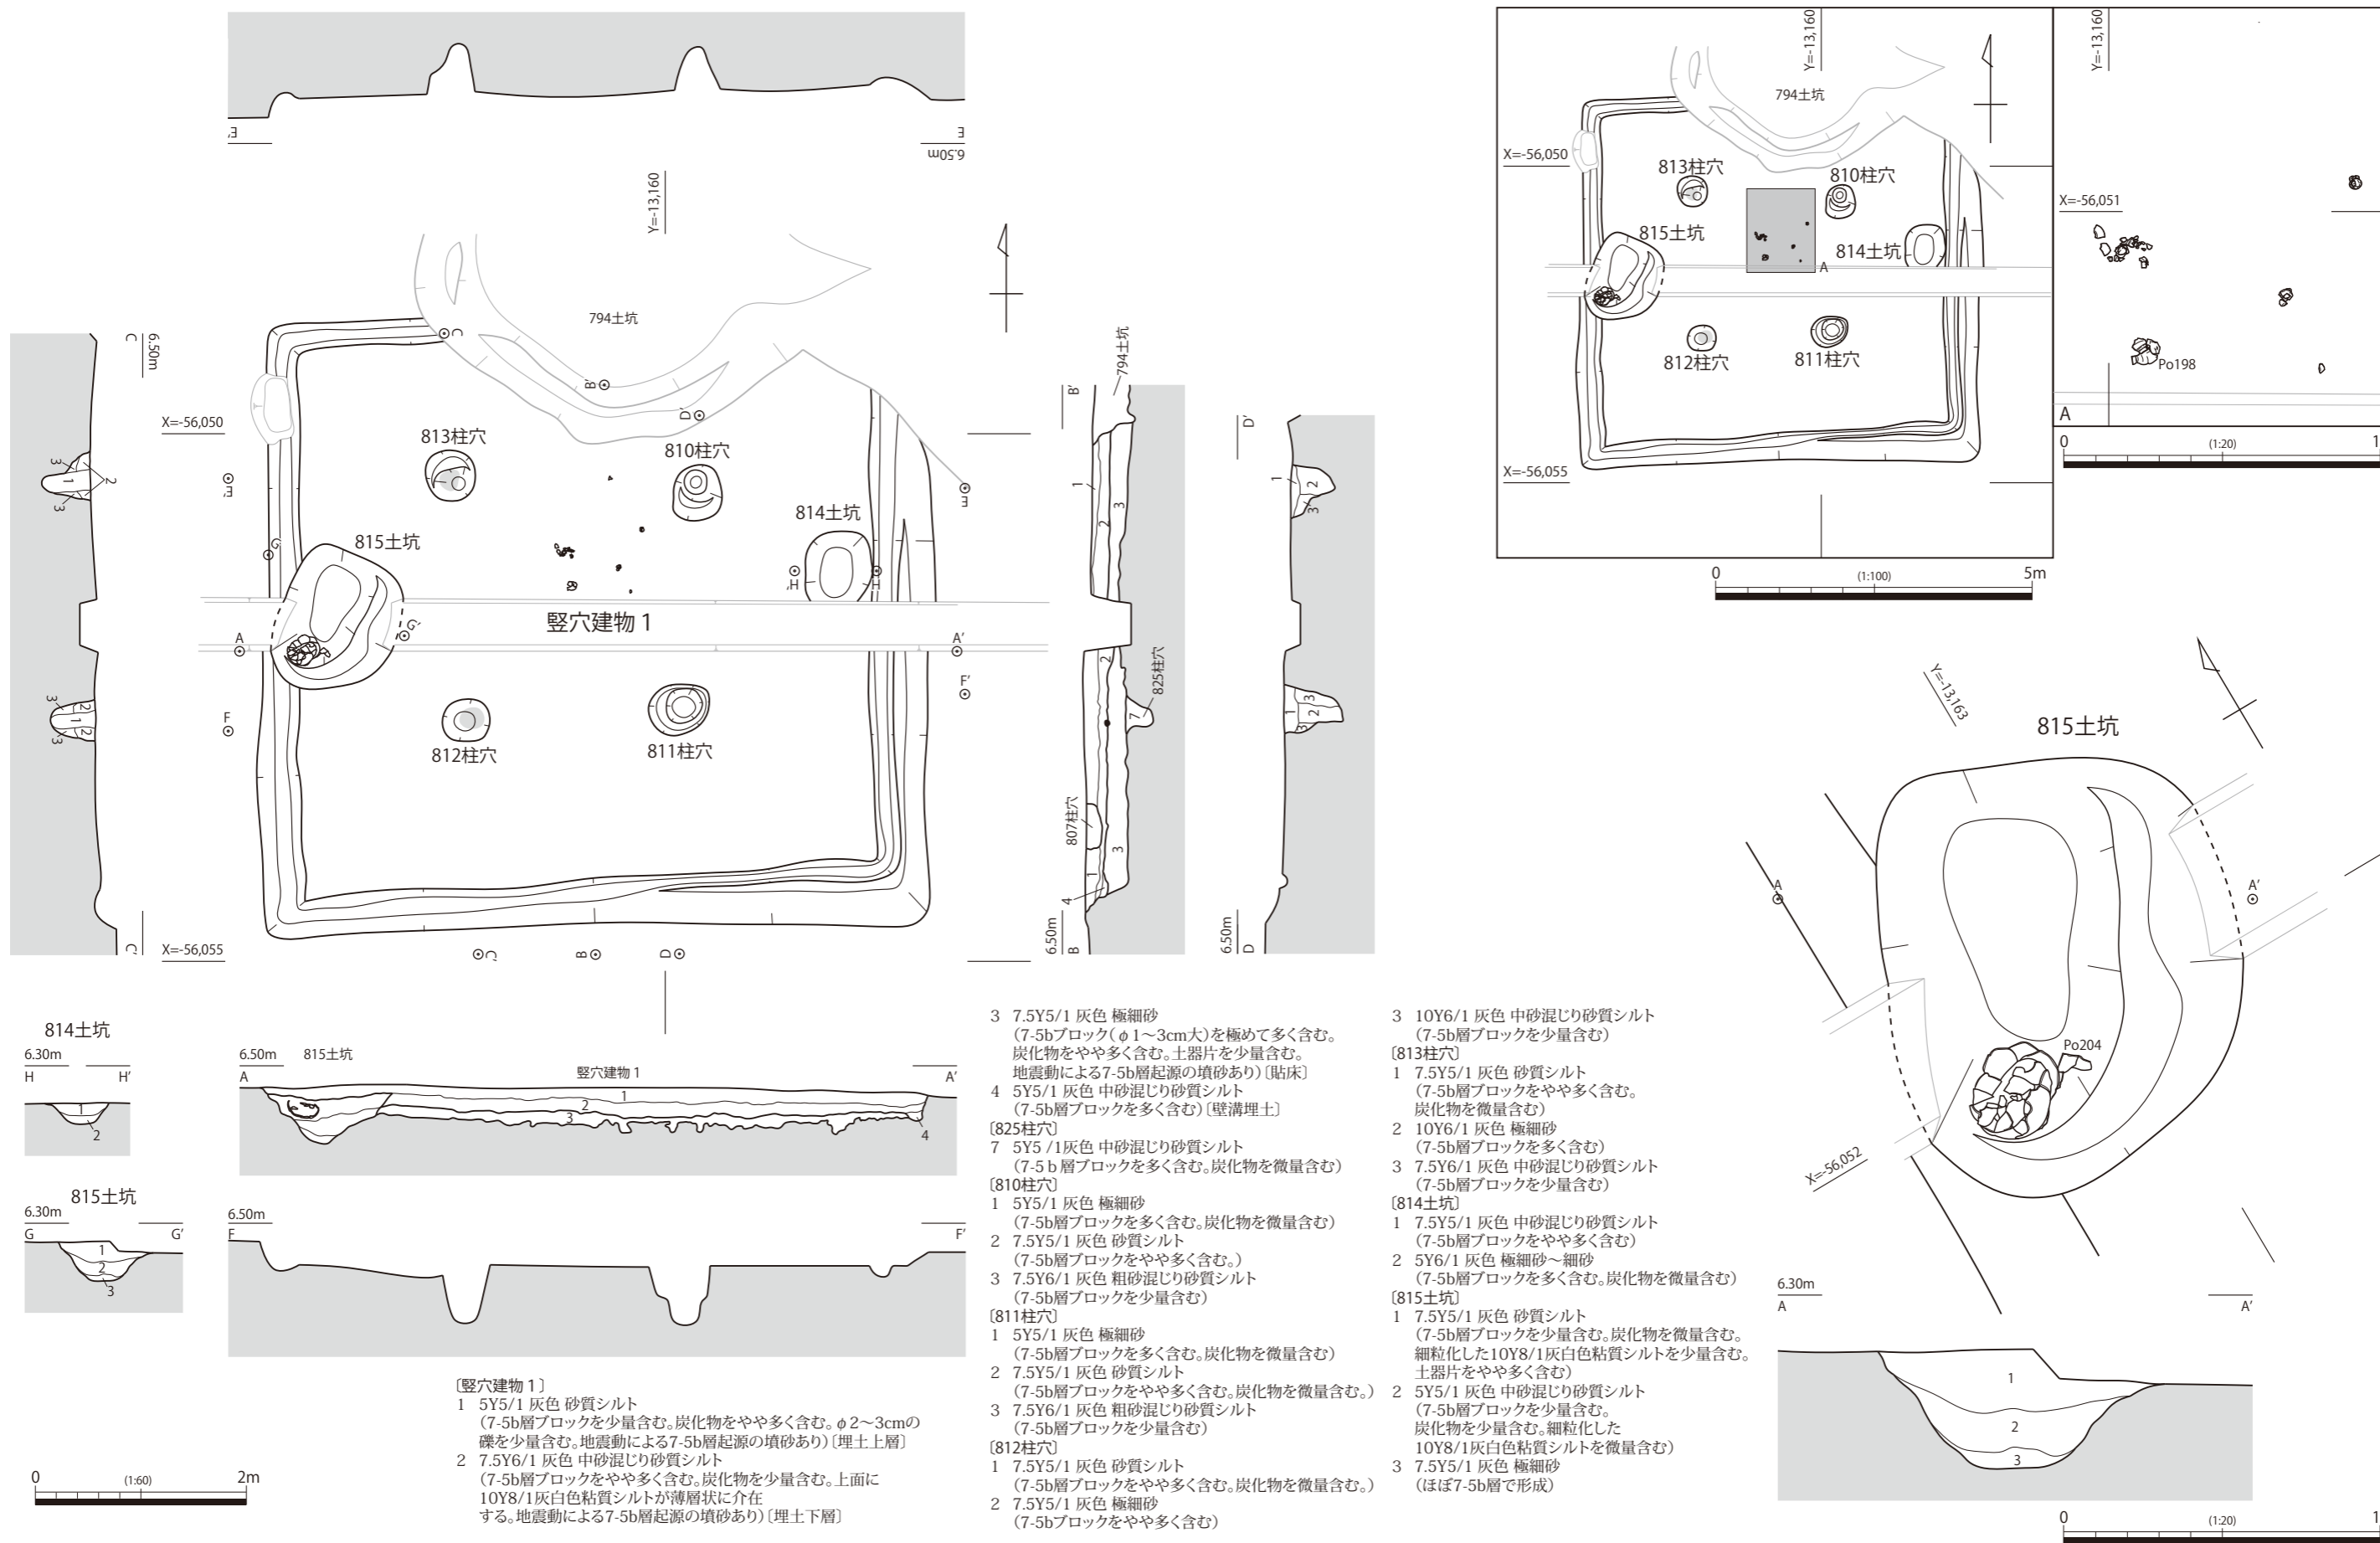 E'
E
6.50m
Y=-13,160
794土坑
C
6.50m
C
B'
D'
X=-56,050
813柱穴
810柱穴
E'
E
3
1
2
3
814土坑
815土坑
G
H'
H
竪穴建物 1
G'
A
A'
F'
F
3
2
1
2
3
812柱穴
811柱穴
C'
X=-56,055
C'
B
D
794土坑
B'
1
2
3
2
825柱穴
7
807柱穴
3
1
4
6.50m
B
D'
1
2
3
3
1
2
3
6.50m
D
Y=-13,160
794土坑
X=-56,050
813柱穴
810柱穴
815土坑
814土坑
A
812柱穴
811柱穴
X=-56,055
0
(1:100)
5m
Y=-13,160
X=-56,051
Po198
A
0
(1:20)
1
Y=-13,163
815土坑
A
A'
Po204
X=-56,052
6.30m
A
A'
1
2
3
0
(1:20)
1
814土坑
6.30m
H
H'
1
2
815土坑
6.30m
G
G'
1
2
3
6.50m
815土坑
竪穴建物 1
A
A'
1
2
3
4
6.50m
F
F'
0
(1:60)
2m
〔竪穴建物 1〕
1 5Y5/1 灰色 砂質シルト
(7-5b層ブロックを少量含む。炭化物をやや多く含む。φ2～3cmの
礫を少量含む。地震動による7-5b層起源の墳砂あり)〔埋土上層〕
2 7.5Y6/1 灰色 中砂混じり砂質シルト
(7-5b層ブロックをやや多く含む。炭化物を少量含む。上面に
10Y8/1灰白色粘質シルトが薄層状に介在
する。地震動による7-5b層起源の墳砂あり)〔埋土下層〕
3 7.5Y5/1 灰色 極細砂
(7-5bブロック(φ1～3cm大)を極めて多く含む。
炭化物をやや多く含む。土器片を少量含む。
地震動による7-5b層起源の墳砂あり)〔貼床〕
4 5Y5/1 灰色 中砂混じり砂質シルト
(7-5b層ブロックを多く含む)〔壁溝埋土〕
〔825柱穴〕
7 5Y5 /1灰色 中砂混じり砂質シルト
(7-5ｂ層ブロックを多く含む。炭化物を微量含む)
〔810柱穴〕
1 5Y5/1 灰色 極細砂
(7-5b層ブロックを多く含む。炭化物を微量含む)
2 7.5Y5/1 灰色 砂質シルト
(7-5b層ブロックをやや多く含む。)
3 7.5Y6/1 灰色 粗砂混じり砂質シルト
(7-5b層ブロックを少量含む)
〔811柱穴〕
1 5Y5/1 灰色 極細砂
(7-5b層ブロックを多く含む。炭化物を微量含む)
2 7.5Y5/1 灰色 砂質シルト
(7-5b層ブロックをやや多く含む。炭化物を微量含む。)
3 7.5Y6/1 灰色 粗砂混じり砂質シルト
(7-5b層ブロックを少量含む)
〔812柱穴〕
1 7.5Y5/1 灰色 砂質シルト
(7-5b層ブロックをやや多く含む。炭化物を微量含む。)
2 7.5Y5/1 灰色 極細砂
(7-5bブロックをやや多く含む)
3 10Y6/1 灰色 中砂混じり砂質シルト
(7-5b層ブロックを少量含む)
〔813柱穴〕
1 7.5Y5/1 灰色 砂質シルト
(7-5b層ブロックをやや多く含む。
炭化物を微量含む)
2 10Y6/1 灰色 極細砂
(7-5b層ブロックを多く含む)
3 7.5Y6/1 灰色 中砂混じり砂質シルト
(7-5b層ブロックを少量含む)
〔814土坑〕
1 7.5Y5/1 灰色 中砂混じり砂質シルト
(7-5b層ブロックをやや多く含む)
2 5Y6/1 灰色 極細砂～細砂
(7-5b層ブロックを多く含む。炭化物を微量含む)
〔815土坑〕
1 7.5Y5/1 灰色 砂質シルト
(7-5b層ブロックを少量含む。炭化物を微量含む。
細粒化した10Y8/1灰白色粘質シルトを少量含む。
土器片をやや多く含む)
2 5Y5/1 灰色 中砂混じり砂質シルト
(7-5b層ブロックを少量含む。
炭化物を少量含む。細粒化した
10Y8/1灰白色粘質シルトを微量含む)
3 7.5Y5/1 灰色 極細砂
(ほぼ7-5b層で形成)